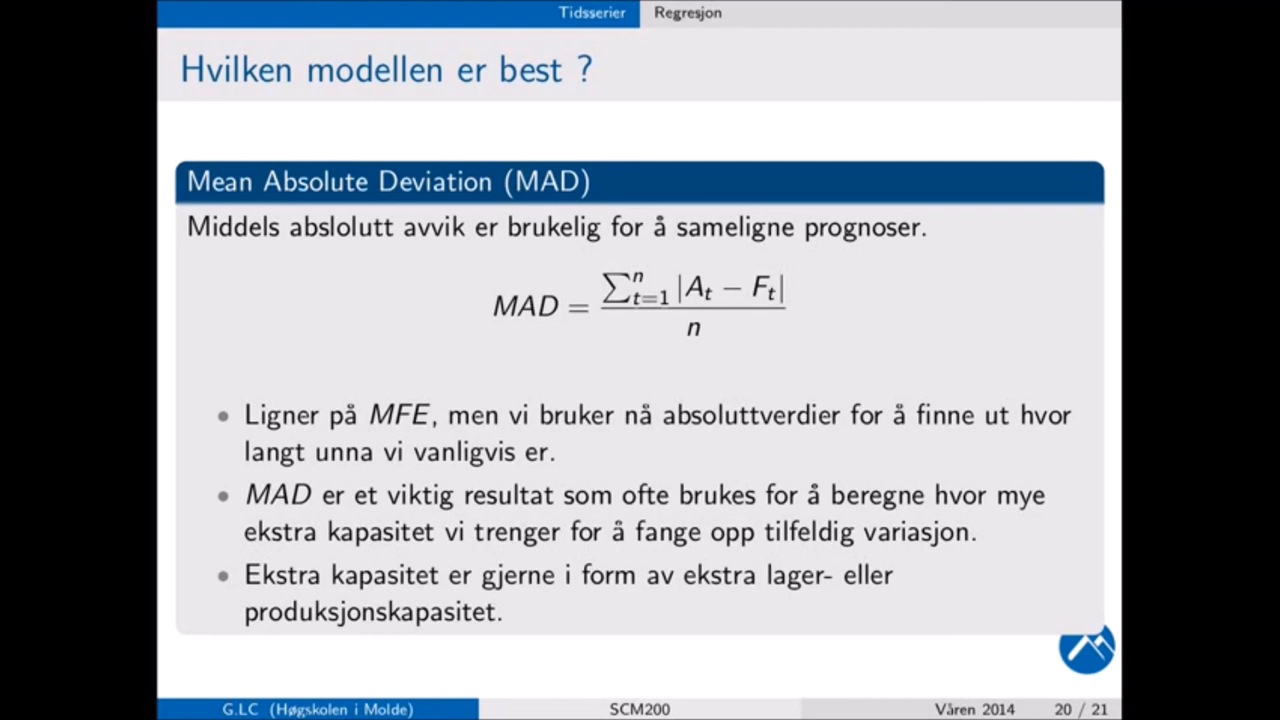 Tidsserier Regresjon
Hvilken modellen er best ?
Mean Absolute Deviation (MAD)
Middels abslolutt avvik er brukelig for å sameligne prognoser.
MAD = \frac{\sum_{t=1}^{n} |A_t − F_t|}{n}
• Ligner på MFE, men vi bruker nå absoluttverdier for å finne ut hvor
langt unna vi vanligvis er.
• MAD er et viktig resultat som ofte brukes for å beregne hvor mye
ekstra kapasitet vi trenger for å fange opp tilfeldig variasjon.
• Ekstra kapasitet er gjerne i form av ekstra lager- eller
produksjonskapasitet.
G.LC (Høgskolen i Molde) SCM200 Våren 2014 20 / 21